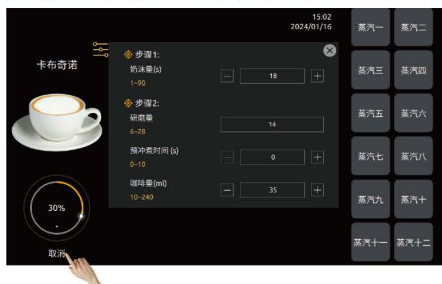 15:02
2024/01/16
卡布奇诺
步骤1:
奶沫量(s)
1~90
18
步骤2:
研磨量
6~28
14
预冲煮时间 (s)
0~10
0
咖啡量(ml)
10~240
35
30%
取消
蒸汽一 蒸汽二
蒸汽三 蒸汽四
蒸汽五 蒸汽六
蒸汽七 蒸汽八
蒸汽九 蒸汽十
蒸汽十一 蒸汽十二